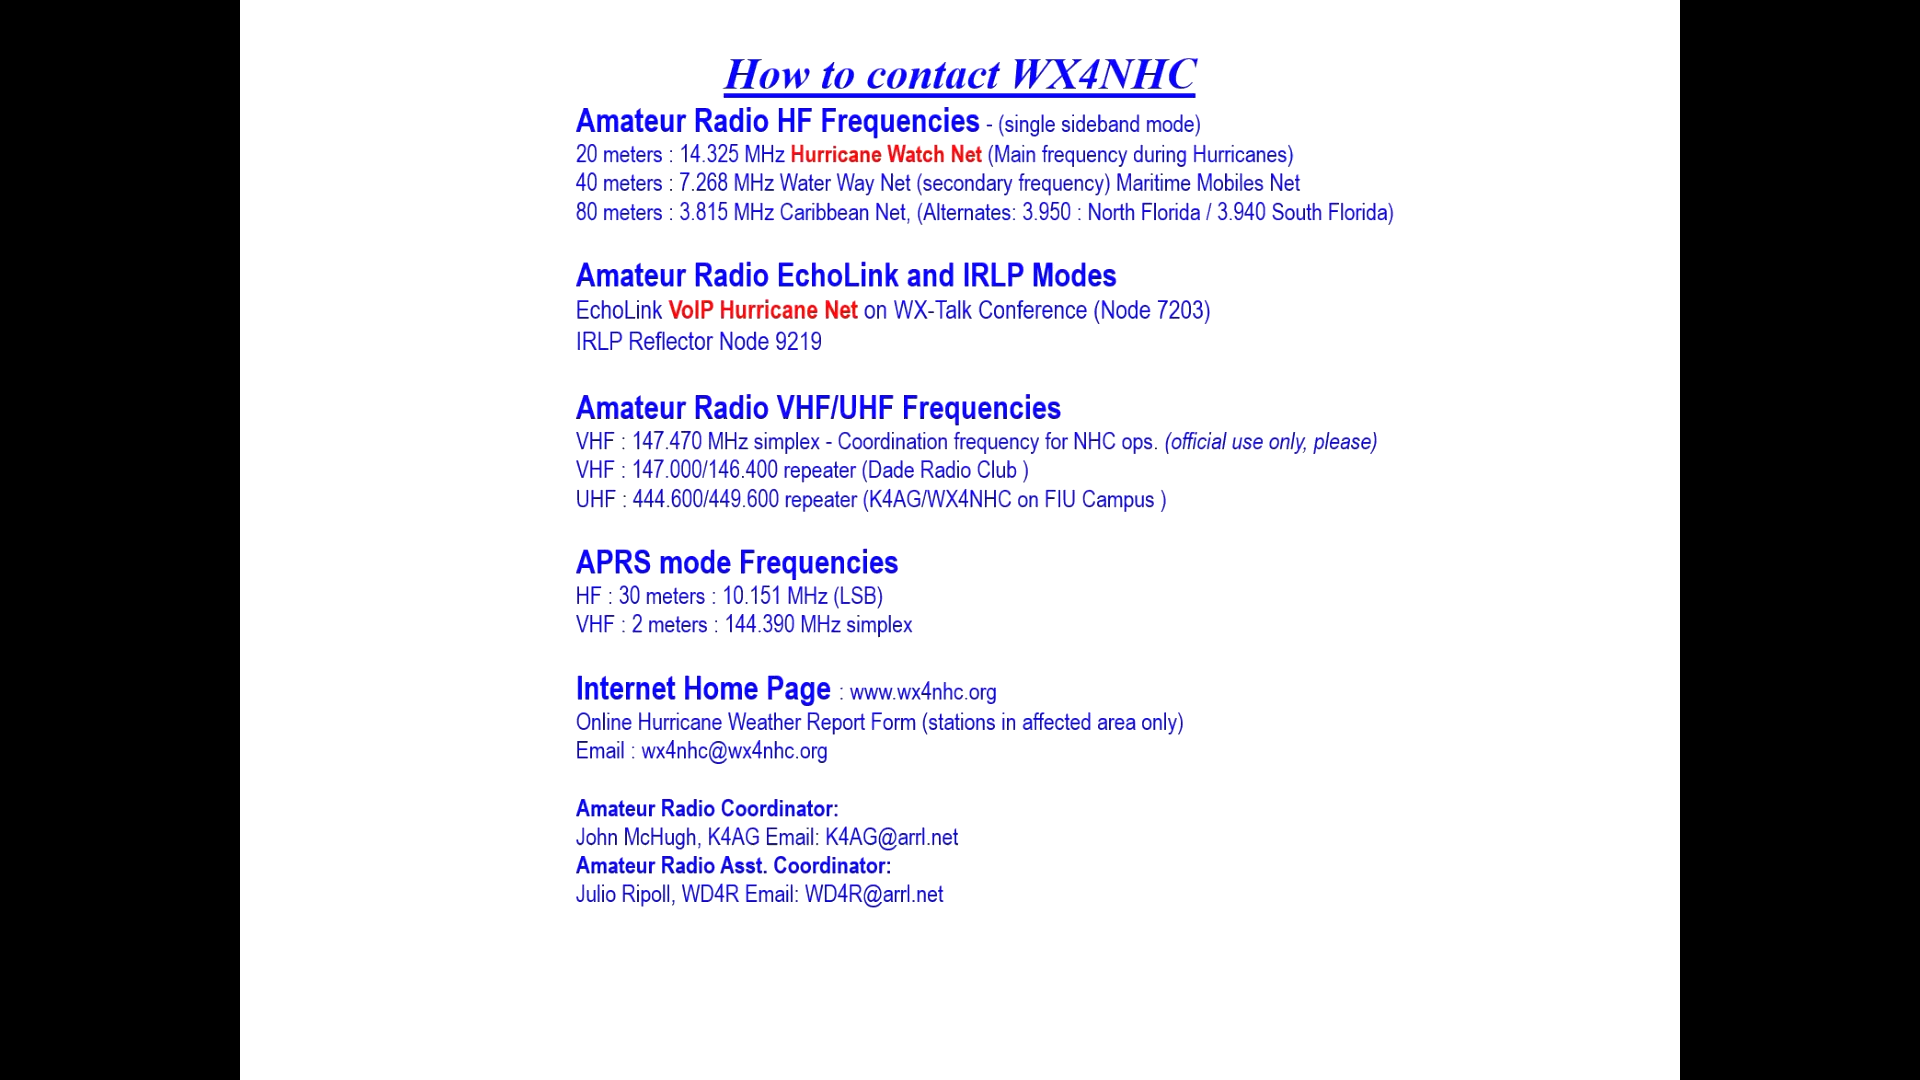 How to contact WX4NHC
Amateur Radio HF Frequencies - (single sideband mode)
20 meters : 14.325 MHz Hurricane Watch Net (Main frequency during Hurricanes)
40 meters : 7.268 MHz Water Way Net (secondary frequency) Maritime Mobiles Net
80 meters : 3.815 MHz Caribbean Net, (Alternates: 3.950 : North Florida / 3.940 South Florida)
Amateur Radio EchoLink and IRLP Modes
EchoLink VoIP Hurricane Net on WX-Talk Conference (Node 7203)
IRLP Reflector Node 9219
Amateur Radio VHF/UHF Frequencies
VHF : 147.470 MHz simplex - Coordination frequency for NHC ops. (official use only, please)
VHF : 147.000/146.400 repeater (Dade Radio Club )
UHF : 444.600/449.600 repeater (K4AG/WX4NHC on FIU Campus )
APRS mode Frequencies
HF : 30 meters : 10.151 MHz (LSB)
VHF : 2 meters : 144.390 MHz simplex
Internet Home Page : www.wx4nhc.org
Online Hurricane Weather Report Form (stations in affected area only)
Email : wx4nhc@wx4nhc.org
Amateur Radio Coordinator:
John McHugh, K4AG Email: K4AG@arrl.net
Amateur Radio Asst. Coordinator:
Julio Ripoll, WD4R Email: WD4R@arrl.net